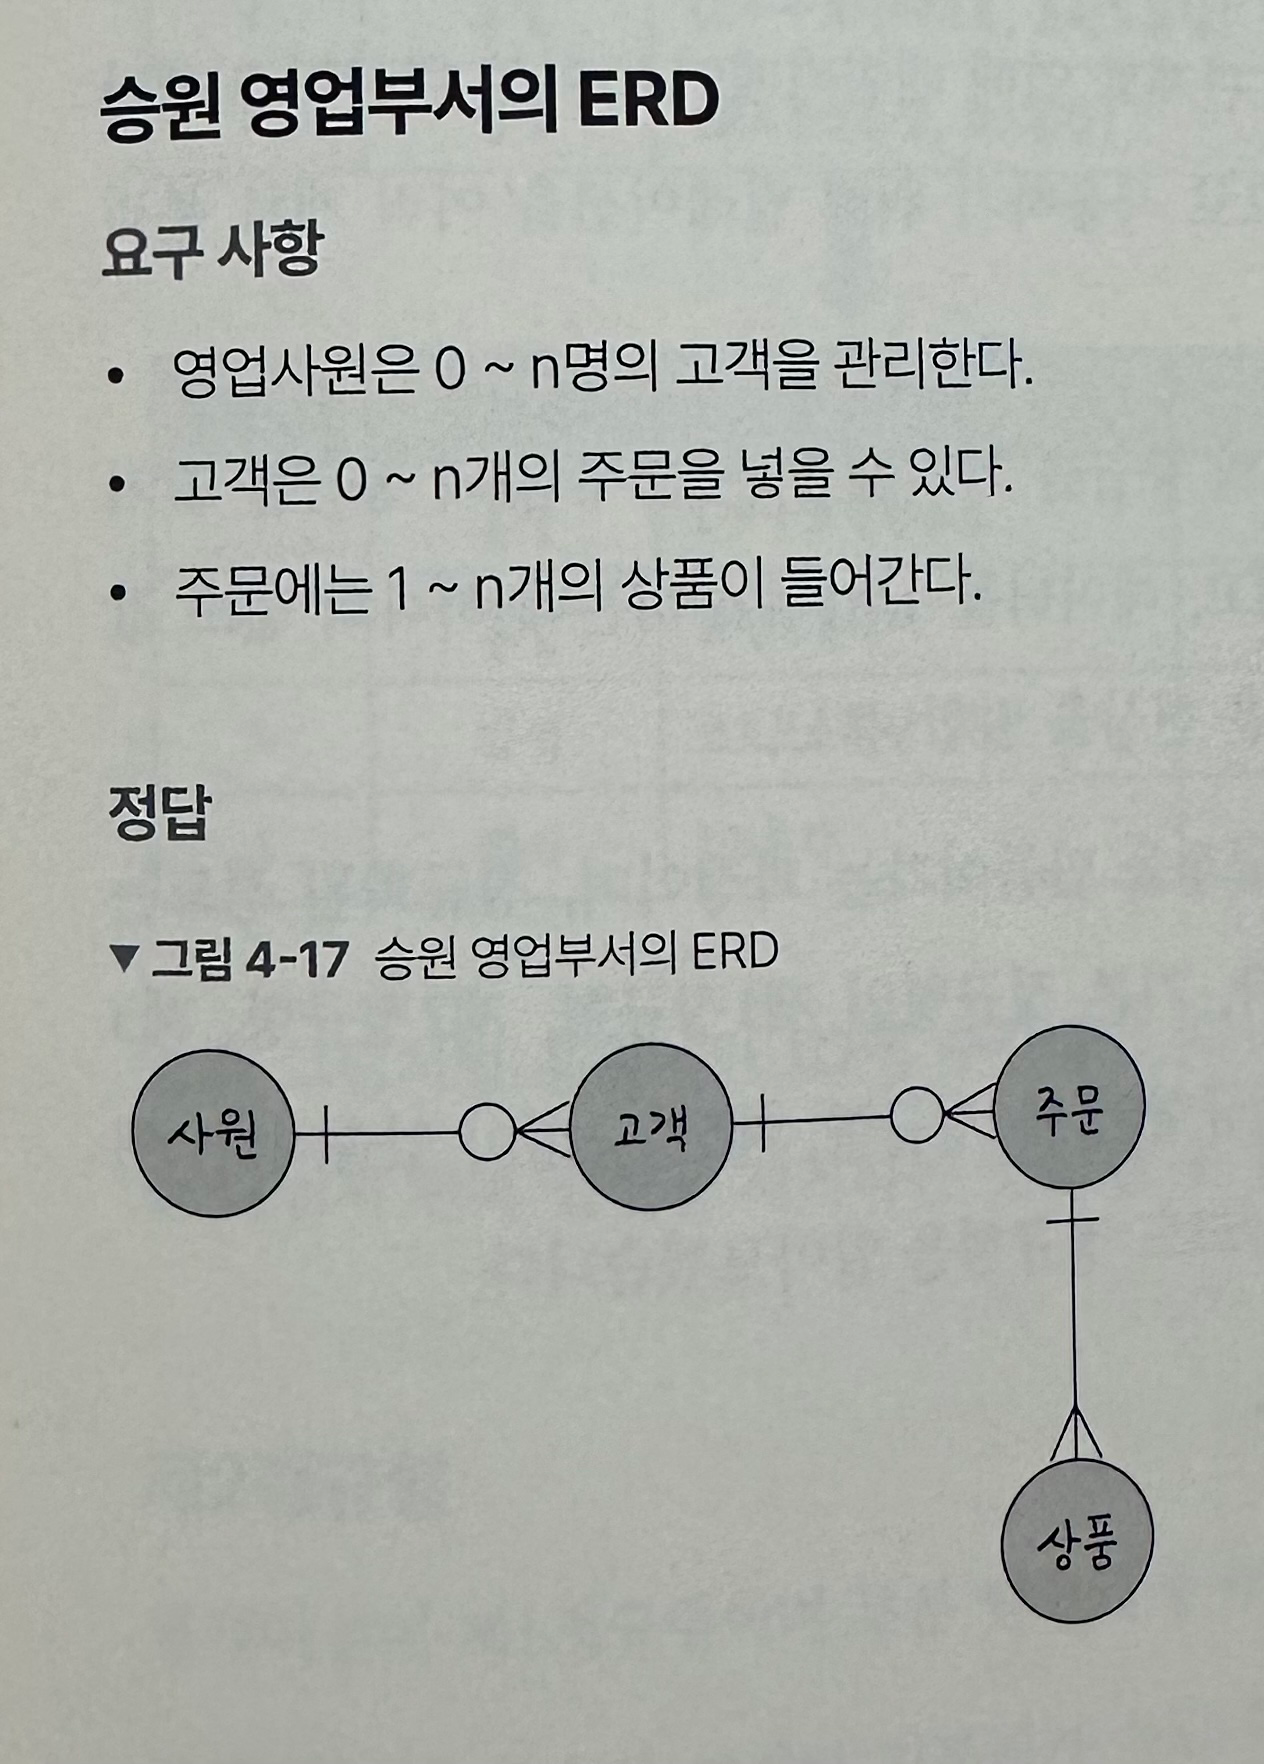 승원 영업부서의 ERD
요구 사항
• 영업사원은 0 ~ n명의 고객을 관리한다.
• 고객은 0 ~ n개의 주문을 넣을 수 있다.
• 주문에는 1 ~ n개의 상품이 들어간다.
정답
▼ 그림 4-17 승원 영업부서의 ERD
사원 고객 주문
상품